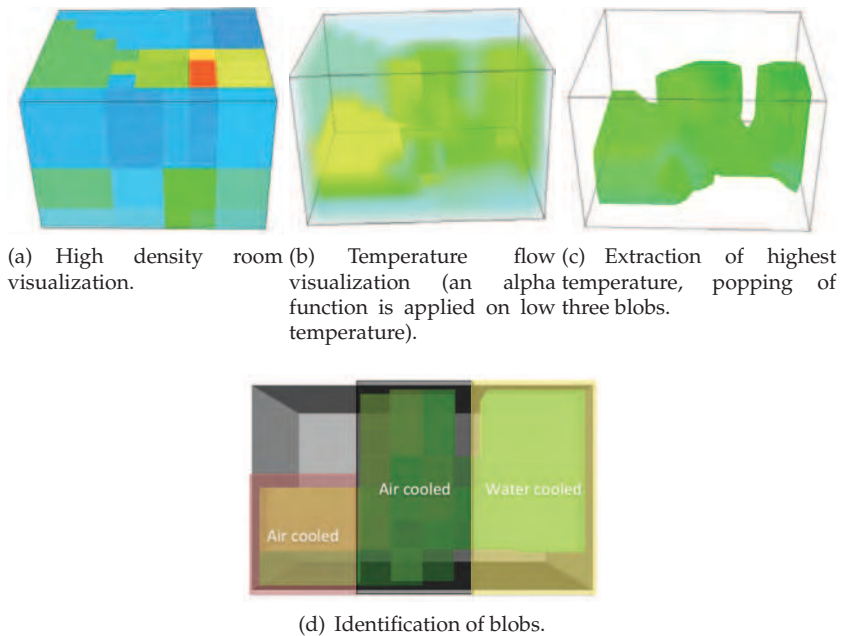 (a) High density room
visualization.
(b) Temperature flow
visualization (an alpha
function is applied on low
temperature).
(c) Extraction of highest
temperature, popping of
three blobs.
Air cooled
Water cooled
Air cooled
(d) Identification of blobs.